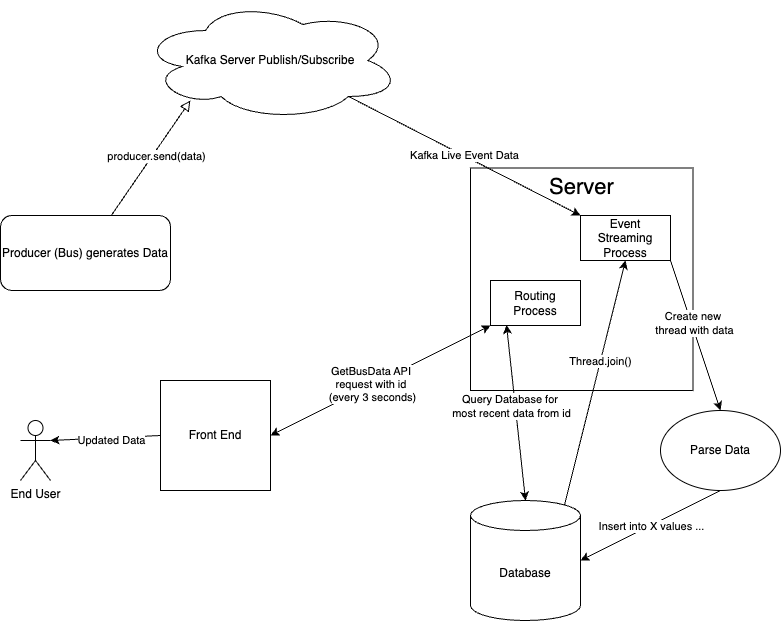 Kafka Server Publish/Subscribe
producer.send(data)
Kafka Live Event Data
Server
Producer (Bus) generates Data
Event
Streaming
Process
Routing
Process
Create new
thread with data
GetBusData API
request with id
(every 3 seconds)
Thread.join()
Query Database for
most recent data from id
Front End
Updated Data
End User
Parse Data
Insert into X values ...
Database